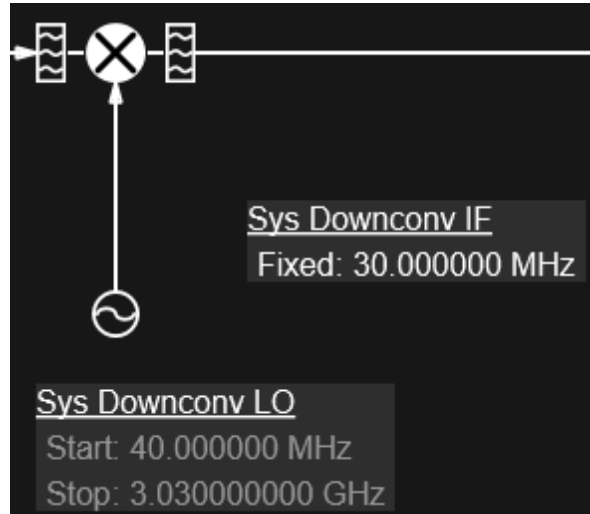 Sys Downconv IF
Fixed: 30.000000 MHz
Sys Downconv LO
Start: 40.000000 MHz
Stop: 3.030000000 GHz